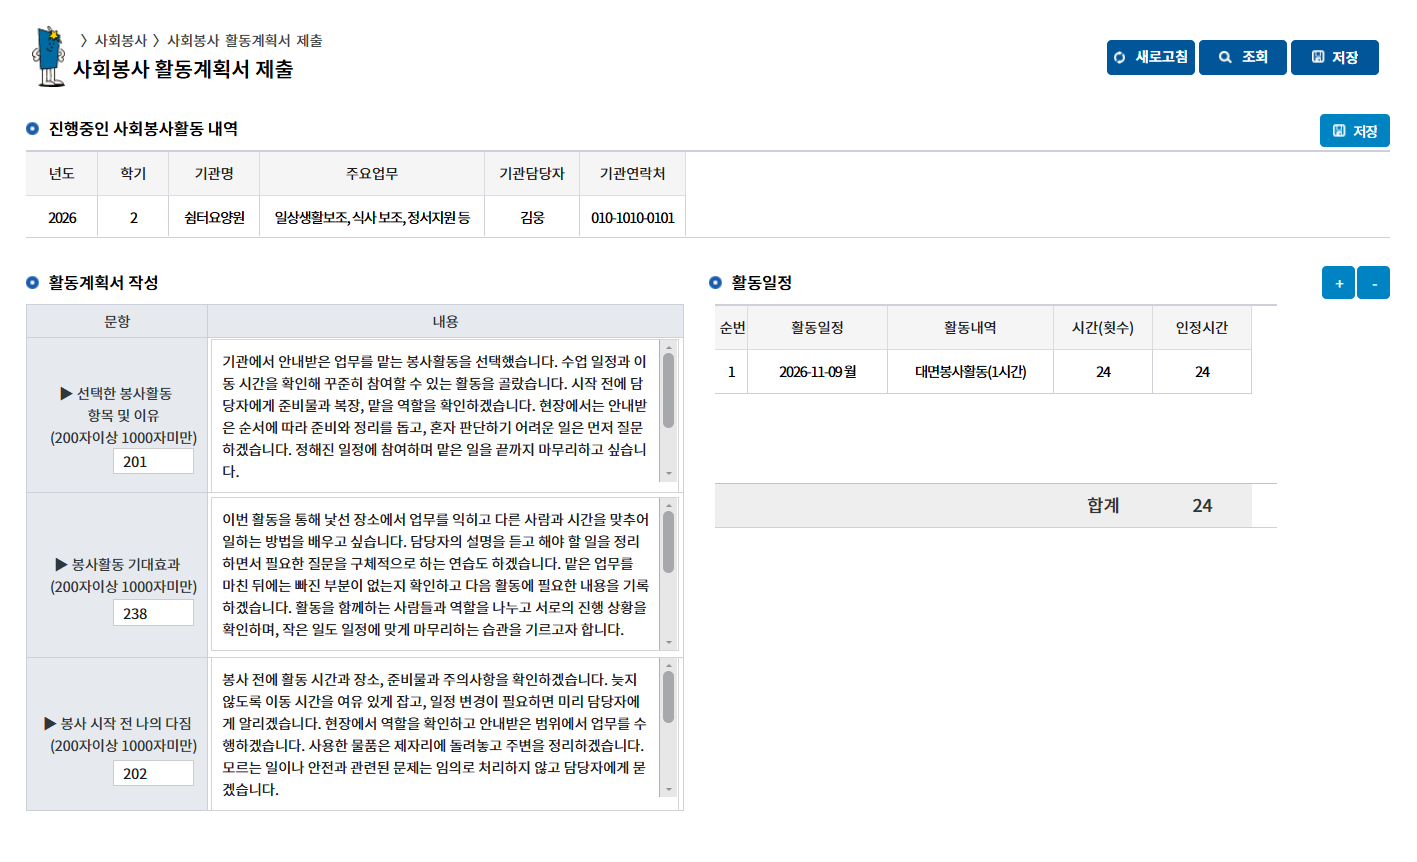 〉 사회봉사 〉 사회봉사 활동계획서 제출
사회봉사 활동계획서 제출
새로고침 조회 저장
진행중인 사회봉사활동 내역
저장
년도 학기 기관명 주요업무 기관담당자 기관연락처
2026 2 쉼터요양원 일상생활보조, 식사 보조, 정서지원 등 김웅 010-1010-0101
활동계획서 작성
문항 내용
▶ 선택한 봉사활동
항목 및 이유
(200자이상 1000자미만)
201
기관에서 안내받은 업무를 맡는 봉사활동을 선택했습니다. 수업 일정과 이
동 시간을 확인해 꾸준히 참여할 수 있는 활동을 골랐습니다. 시작 전에 담
당자에게 준비물과 복장, 맡을 역할을 확인하겠습니다. 현장에서는 안내받
은 순서에 따라 준비와 정리를 돕고, 혼자 판단하기 어려운 일은 먼저 질문
하겠습니다. 정해진 일정에 참여하며 맡은 일을 끝까지 마무리하고 싶습니
다.
▶ 봉사활동 기대효과
(200자이상 1000자미만)
238
이번 활동을 통해 낯선 장소에서 업무를 익히고 다른 사람과 시간을 맞추어
일하는 방법을 배우고 싶습니다. 담당자의 설명을 듣고 해야 할 일을 정리
하면서 필요한 질문을 구체적으로 하는 연습도 하겠습니다. 맡은 업무를
마친 뒤에는 빠진 부분이 없는지 확인하고 다음 활동에 필요한 내용을 기록
하겠습니다. 활동을 함께하는 사람들과 역할을 나누고 서로의 진행 상황을
확인하며, 작은 일도 일정에 맞게 마무리하는 습관을 기르고자 합니다.
▶ 봉사 시작 전 나의 다짐
(200자이상 1000자미만)
202
봉사 전에 활동 시간과 장소, 준비물과 주의사항을 확인하겠습니다. 늦지
않도록 이동 시간을 여유 있게 잡고, 일정 변경이 필요하면 미리 담당자에
게 알리겠습니다. 현장에서 역할을 확인하고 안내받은 범위에서 업무를 수
행하겠습니다. 사용한 물품은 제자리에 돌려놓고 주변을 정리하겠습니다.
모르는 일이나 안전과 관련된 문제는 임의로 처리하지 않고 담당자에게 묻
겠습니다.
활동일정
+ -
순번 활동일정 활동내역 시간(횟수) 인정시간
1 2026-11-09 월 대면봉사활동(1시간) 24 24
합계 24